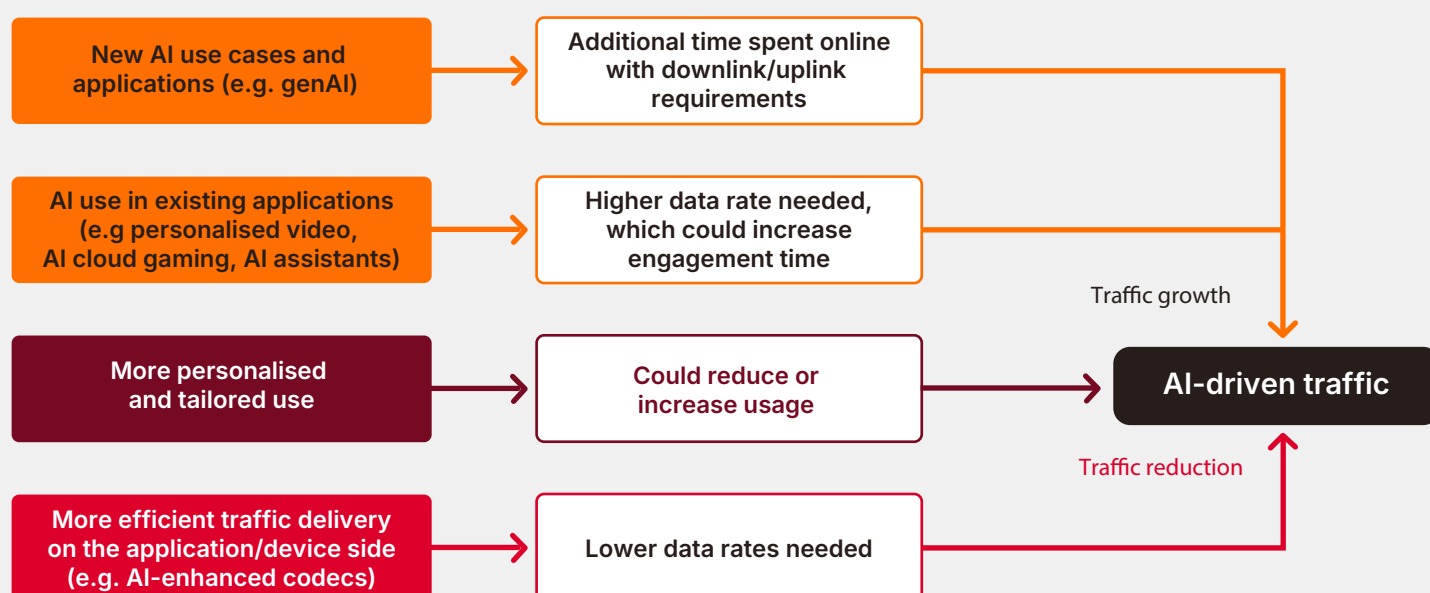 New AI use cases and
applications (e.g. genAI)
Additional time spent online
with downlink/uplink
requirements
AI use in existing applications
(e.g personalised video,
AI cloud gaming, AI assistants)
Higher data rate needed,
which could increase
engagement time
Traffic growth
More personalised
and tailored use
Could reduce or
increase usage
AI-driven traffic
Traffic reduction
More efficient traffic delivery
on the application/device side
(e.g. AI-enhanced codecs)
Lower data rates needed